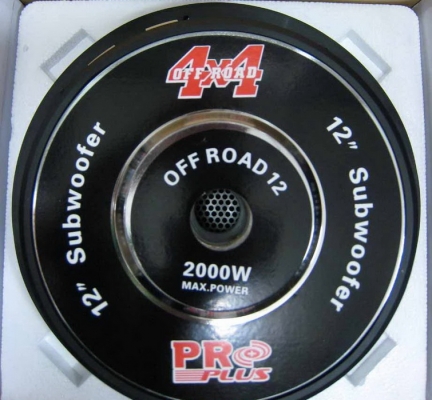 4x4
OFF ROAD
12" Subwoofer
12" Subwoofer
OFF ROAD 12
2000W
MAX.POWER
PRO
PLUS